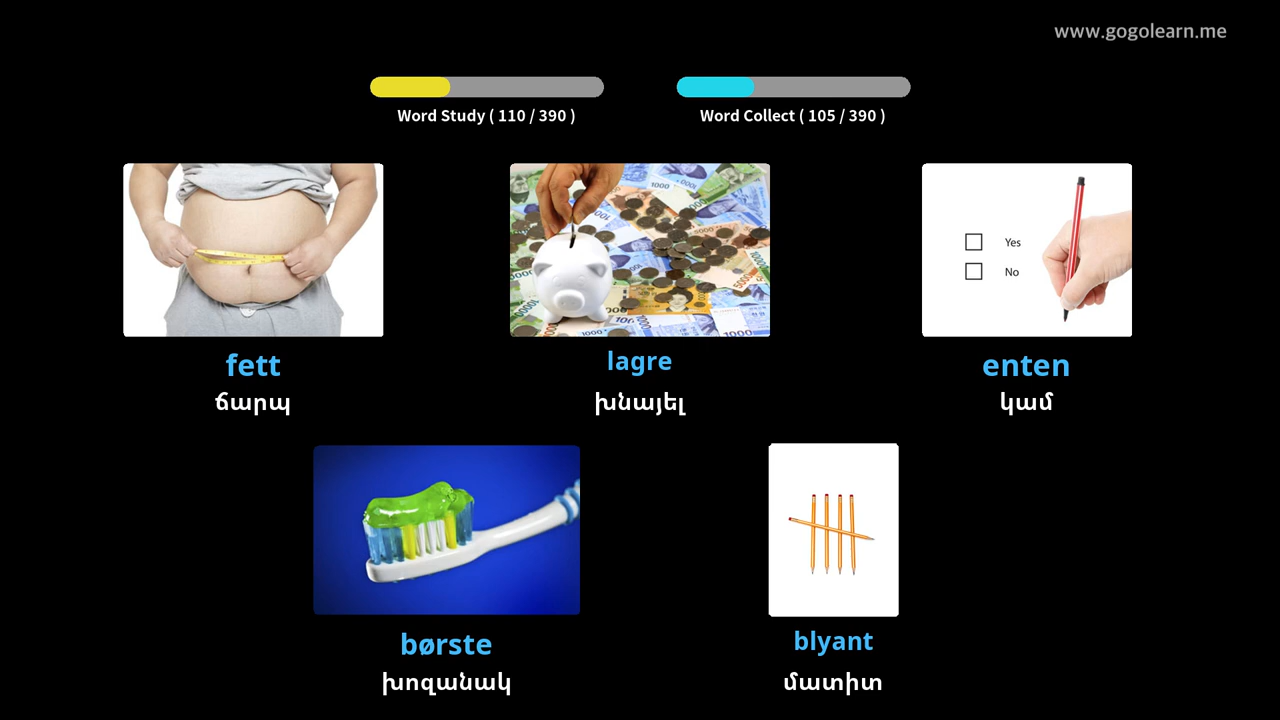 www.gogolearn.me
Word Study ( 110 / 390 )
Word Collect ( 105 / 390 )
Yes
No
fett
ճարպ
lagre
խնայել
enten
կամ
børste
խոզանակ
blyant
մատիտ